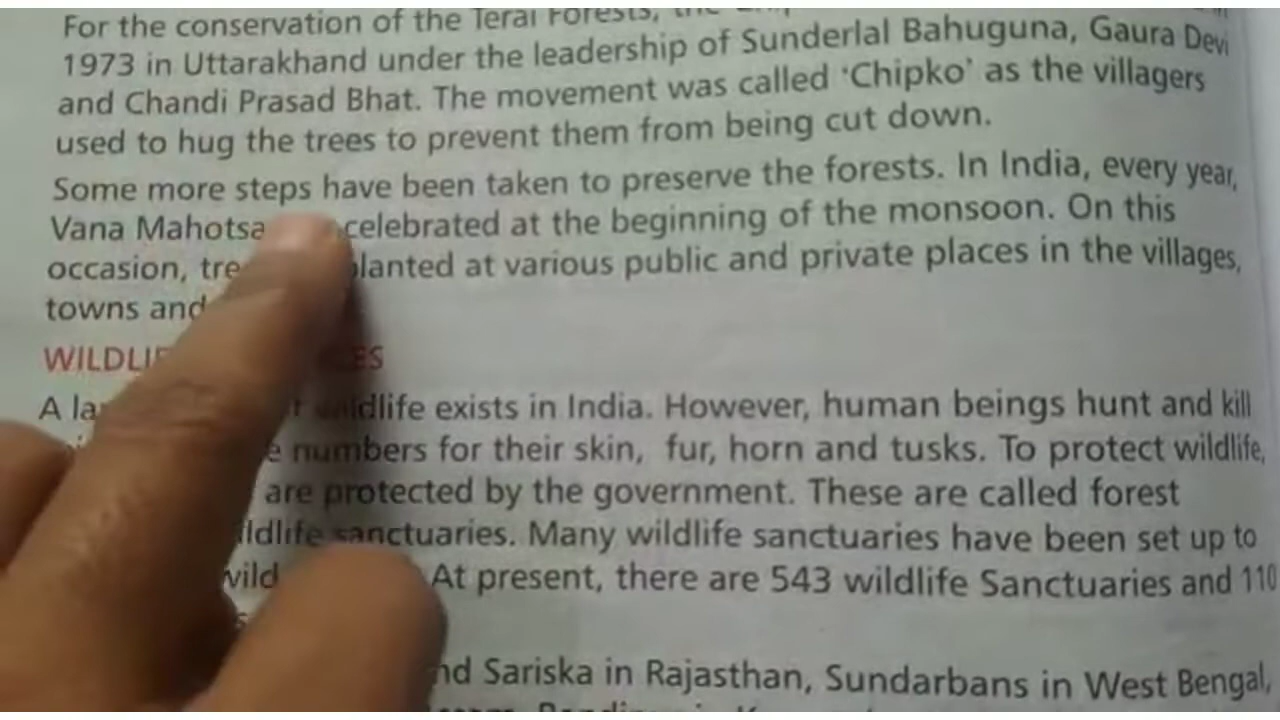 For the conservation of the Terai Forests, the
1973 in Uttarakhand under the leadership of Sunderlal Bahuguna, Gaura Devi
and Chandi Prasad Bhat. The movement was called ‘Chipko’ as the villagers
used to hug the trees to prevent them from being cut down.
Some more steps have been taken to preserve the forests. In India, every year,
Vana Mahotsa celebrated at the beginning of the monsoon. On this
occasion, planted at various public and private places in the villages,
towns and
A wildlife exists in India. However, human beings hunt and kill
numbers for their skin, fur, horn and tusks. To protect wildlife,
are protected by the government. These are called forest
wildlife sanctuaries. Many wildlife sanctuaries have been set up to
wild At present, there are 543 wildlife Sanctuaries and 110
and Sariska in Rajasthan, Sundarbans in West Bengal,